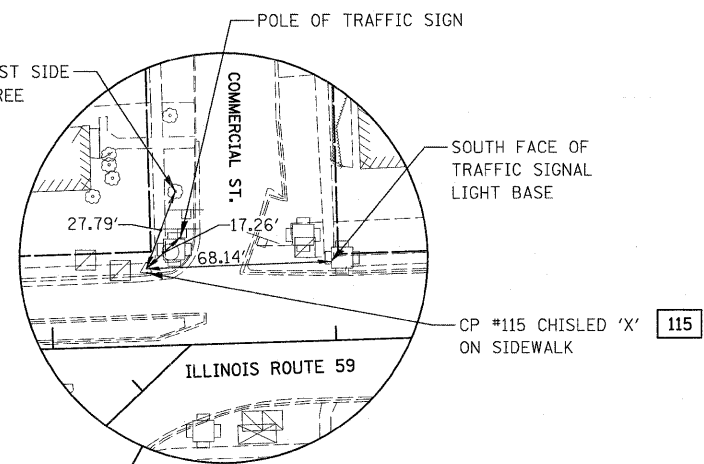 POLE OF TRAFFIC SIGN
ST SIDE
REE
COMMERCIAL ST.
SOUTH FACE OF
TRAFFIC SIGNAL
LIGHT BASE
27.79'
17.26'
68.14'
CP #115 CHISLED 'X'
ON SIDEWALK
115
ILLINOIS ROUTE 59